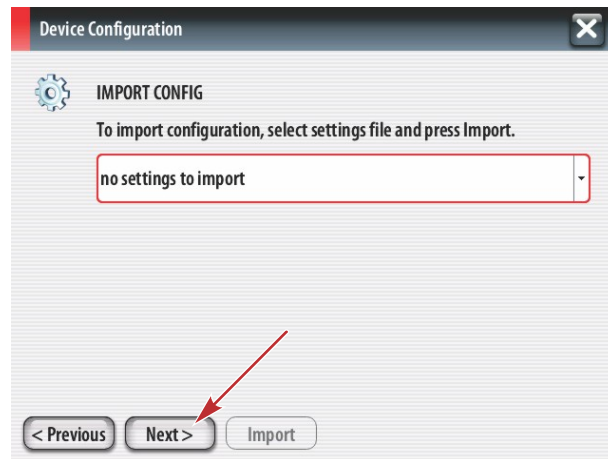 Device Configuration
IMPORT CONFIG
To import configuration, select settings file and press Import.
no settings to import
< Previous Next > Import